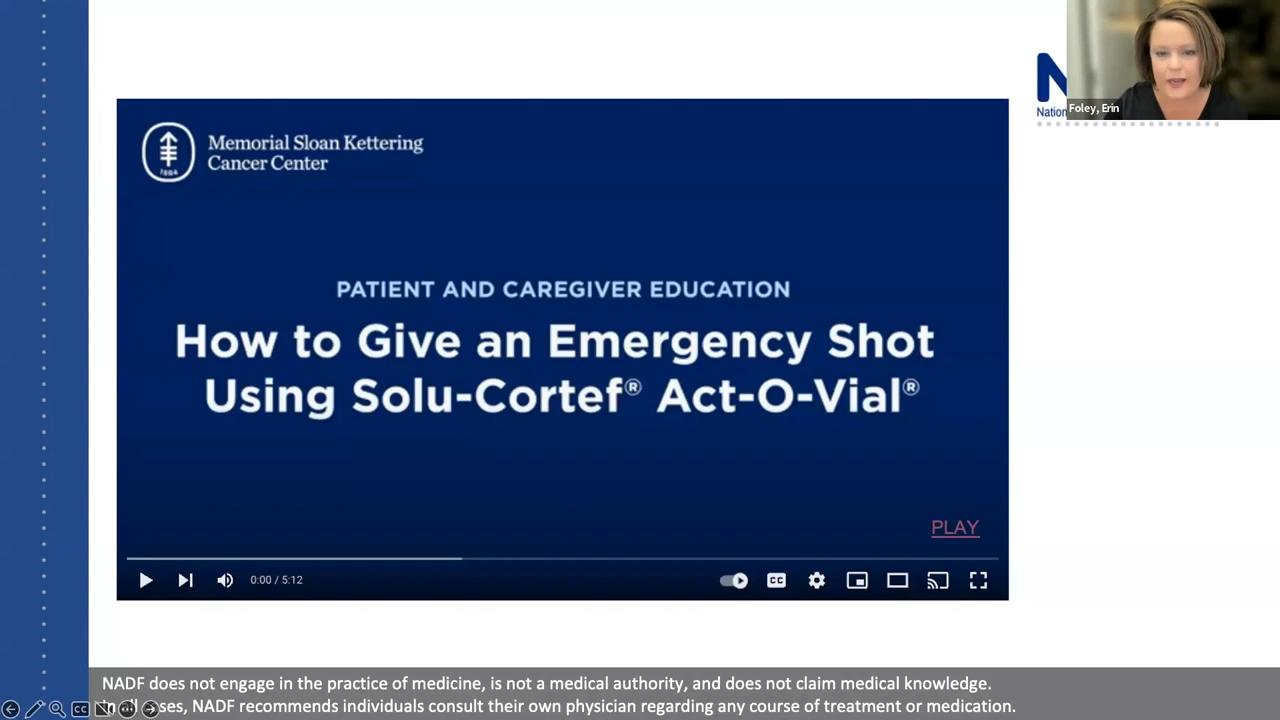 Foley, Erin
Memorial Sloan Kettering
Cancer Center
1884
PATIENT AND CAREGIVER EDUCATION
How to Give an Emergency Shot
Using Solu-Cortef® Act-O-Vial®
PLAY
0:00 / 5:12
CC
NADF does not engage in the practice of medicine, is not a medical authority, and does not claim medical knowledge.
NADF recommends individuals consult their own physician regarding any course of treatment or medication.
CC